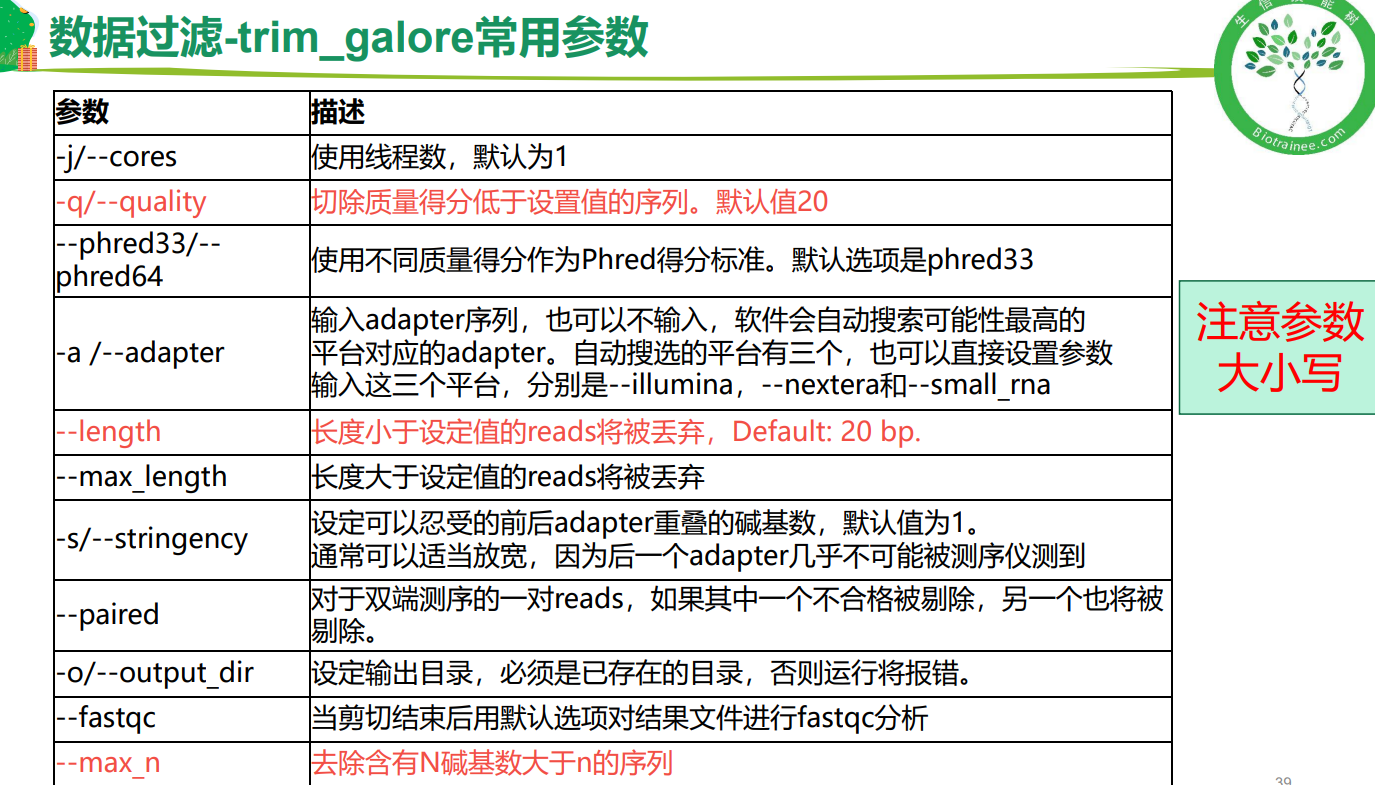 数据过滤-trim_galore常用参数
生信技能树
Biotrainee.com
参数 描述
-j/--cores 使用线程数，默认为1
-q/--quality 切除质量得分低于设置值的序列。默认值20
--phred33/--
phred64
使用不同质量得分作为Phred得分标准。默认选项是phred33
-a /--adapter
输入adapter序列，也可以不输入，软件会自动搜索可能性最高的
平台对应的adapter。自动搜选的平台有三个，也可以直接设置参数
输入这三个平台，分别是--illumina，--nextera和--small_rna
--length 长度小于设定值的reads将被丢弃，Default: 20 bp.
--max_length 长度大于设定值的reads将被丢弃
-s/--stringency
设定可以忍受的前后adapter重叠的碱基数，默认值为1。
通常可以适当放宽，因为后一个adapter几乎不可能被测序仪测到
--paired
对于双端测序的一对reads，如果其中一个不合格被剔除，另一个也将被
剔除。
-o/--output_dir 设定输出目录，必须是已存在的目录，否则运行将报错。
--fastqc 当剪切结束后用默认选项对结果文件进行fastqc分析
--max_n 去除含有N碱基数大于n的序列
注意参数
大小写
39